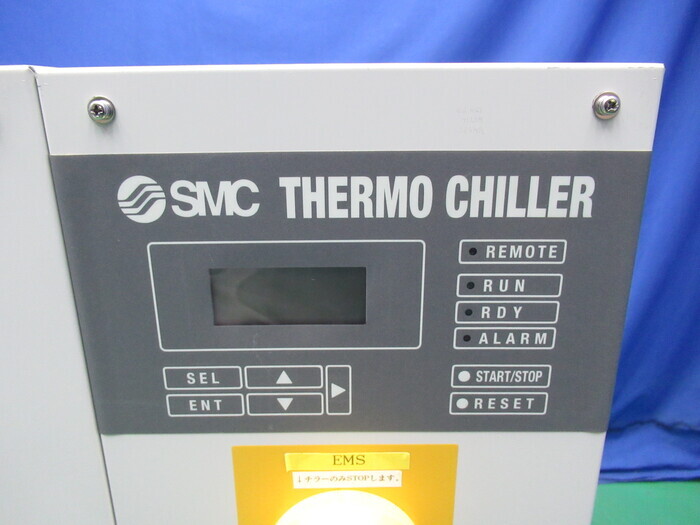 SMC THERMO CHILLER
REMOTE
RUN
RDY
ALARM
SEL ▲
ENT ▼ ▶
START/STOP
RESET
EMS
↓チラーのみSTOPします。